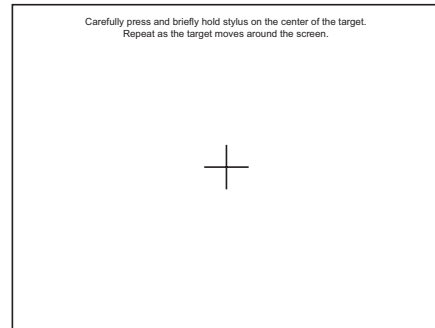 Carefully press and briefly hold stylus on the center of the target.
Repeat as the target moves around the screen.